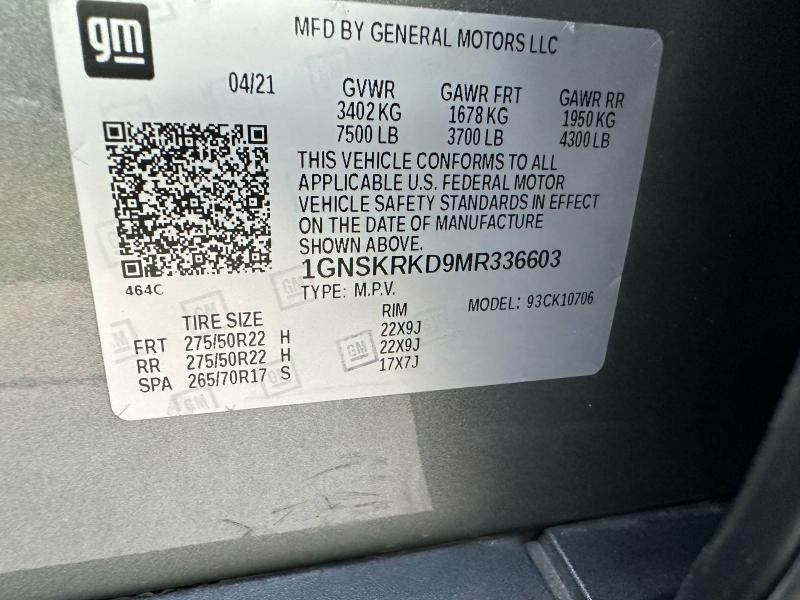 gm
MFD BY GENERAL MOTORS LLC
04/21
GVWR GAWR FRT GAWR RR
3402 KG 1678 KG 1950 KG
7500 LB 3700 LB 4300 LB
THIS VEHICLE CONFORMS TO ALL
APPLICABLE U.S. FEDERAL MOTOR
VEHICLE SAFETY STANDARDS IN EFFECT
ON THE DATE OF MANUFACTURE
SHOWN ABOVE.
1GNSKRKD9MR336603
464C
TYPE: M.P.V. MODEL: 93CK10706
TIRE SIZE RIM
FRT 275/50R22 H 22X9J
RR 275/50R22 H 22X9J
SPA 265/70R17 S 17X7J
GM